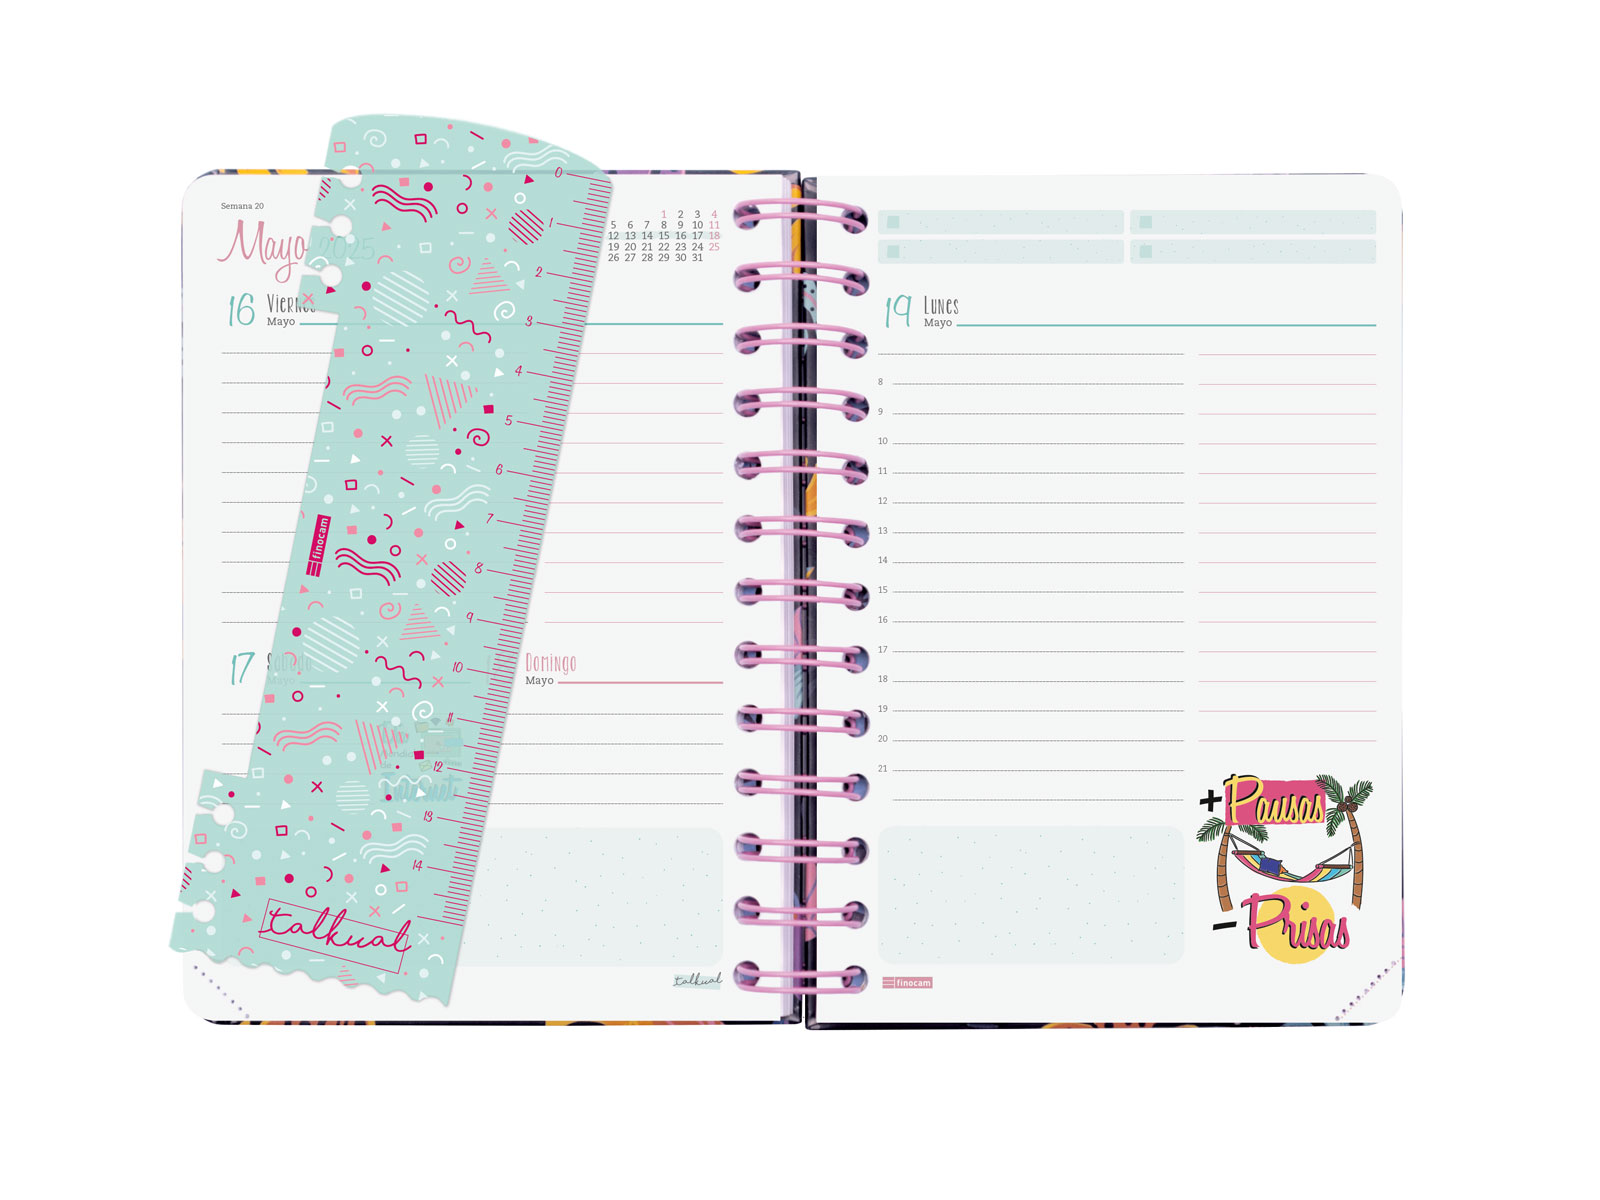 Semana 20
Mayo 2025
1 2 3 4
5 6 7 8 9 10 11
12 13 14 15 16 17 18
19 20 21 22 23 24 25
26 27 28 29 30 31
16 Viernes
Mayo
17 Sábado
Mayo
Domingo
Mayo
de
Internet
0
1
2
3
4
5
6
7
8
9
10
11
12
13
14
finocam
talkual
talkual
19 Lunes
Mayo
8
9
10
11
12
13
14
15
16
17
18
19
20
21
+ Pausas
- Prisas
finocam